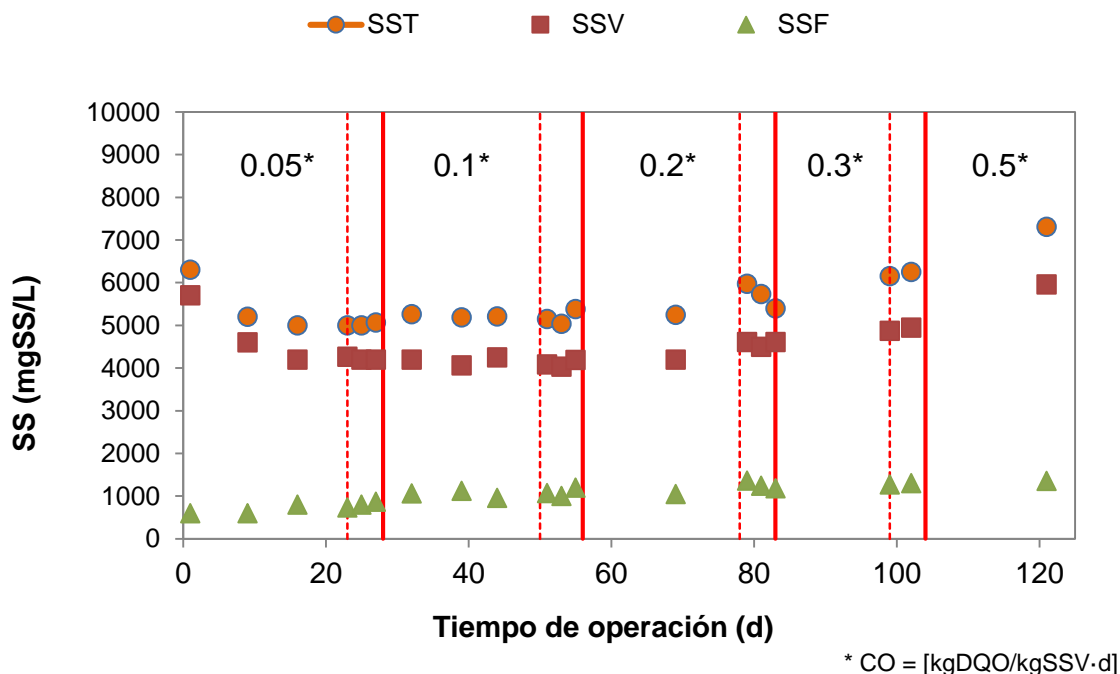 SST SSV SSF
10000
9000
8000
7000
6000
5000
4000
3000
2000
1000
0
0.05* 0.1* 0.2* 0.3* 0.5*
SS (mgSS/L)
0 20 40 60 80 100 120
Tiempo de operación (d)
* CO = [kgDQO/kgSSV·d]